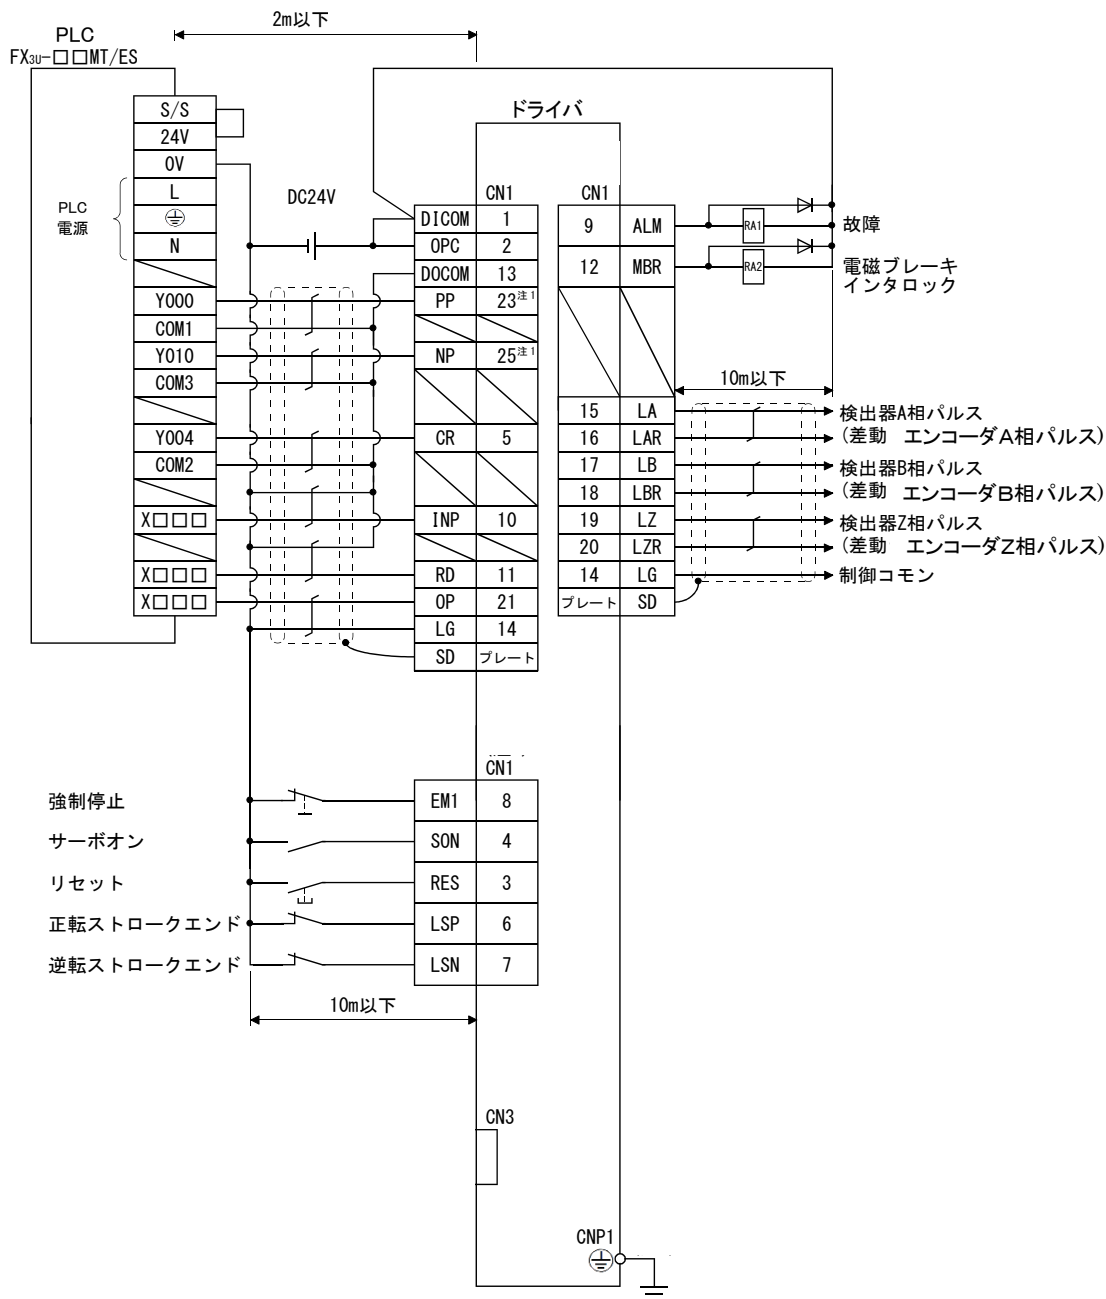 2m以下
PLC
FX3U-□□MT/ES
S/S
24V
0V
L
N
PLC
電源
Y000
COM1
Y010
COM3
Y004
COM2
X□□□
X□□□
X□□□
DC24V
ドライバ
CN1
DICOM 1
OPC 2
DOCOM 13
PP 23注1
NP 25注1
CR 5
INP 10
RD 11
OP 21
LG 14
SD プレート
CN1
9 ALM
12 MBR
15 LA
16 LAR
17 LB
18 LBR
19 LZ
20 LZR
14 LG
プレート SD
RA1
故障
RA2
電磁ブレーキ
インタロック
10m以下
検出器A相パルス
(差動 エンコーダA相パルス)
検出器B相パルス
(差動 エンコーダB相パルス)
検出器Z相パルス
(差動 エンコーダZ相パルス)
制御コモン
CN1
強制停止 EM1 8
サーボオン SON 4
リセット RES 3
正転ストロークエンド LSP 6
逆転ストロークエンド LSN 7
10m以下
CN3
CNP1